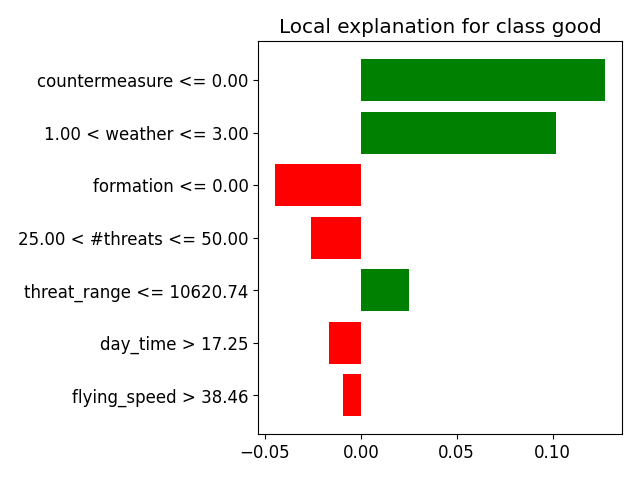 Local explanation for class good
countermeasure <= 0.00
1.00 < weather <= 3.00
formation <= 0.00
25.00 < #threats <= 50.00
threat_range <= 10620.74
day_time > 17.25
flying_speed > 38.46
−0.05 0.00 0.05 0.10